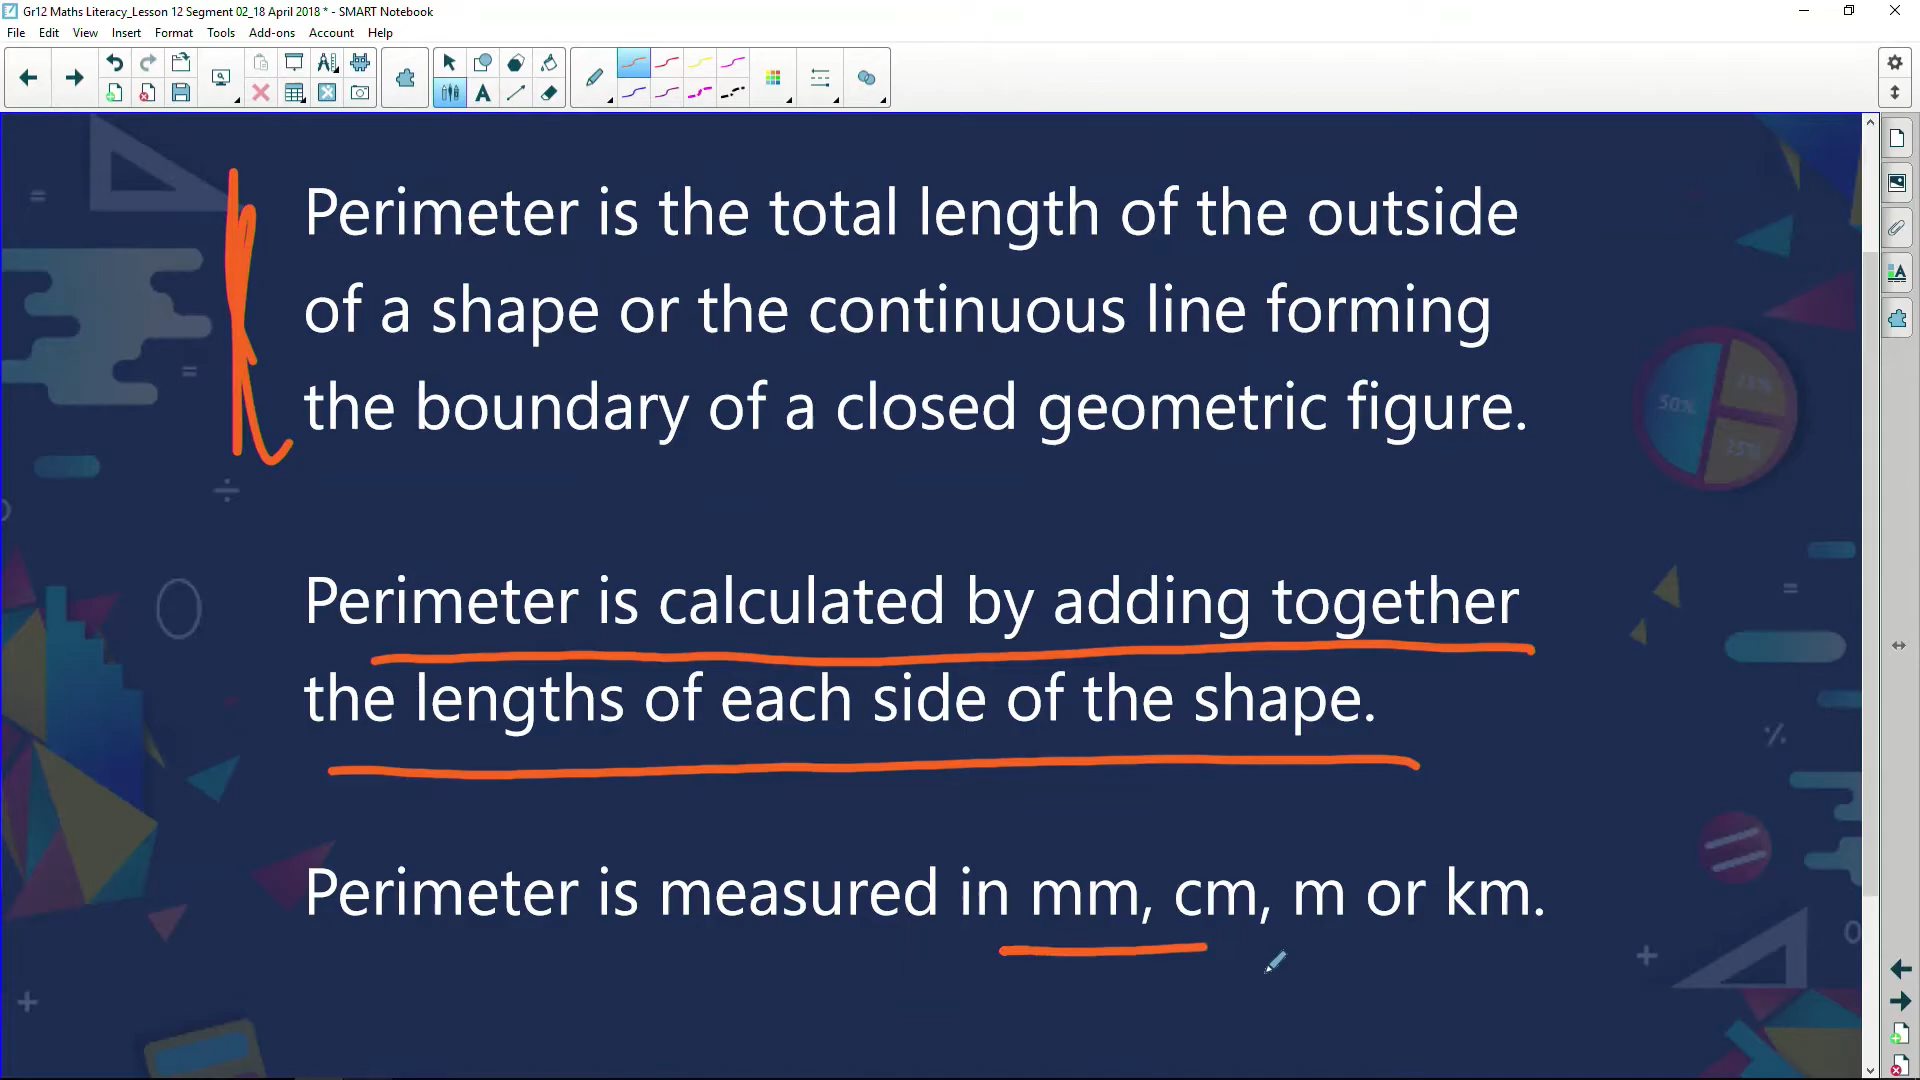 Gr12 Maths Literacy_Lesson 12 Segment 02_18 April 2018 * - SMART Notebook
File Edit View Insert Format Tools Add-ons Account Help
Perimeter is the total length of the outside
of a shape or the continuous line forming
the boundary of a closed geometric figure.
50%
25%
Perimeter is calculated by adding together
the lengths of each side of the shape.
Perimeter is measured in mm, cm, m or km.